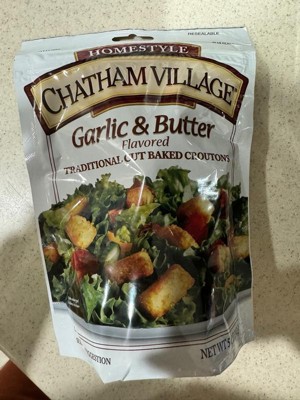 RESEALABLE
HOMESTYLE
CHATHAM VILLAGE
Garlic & Butter
Flavored
TRADITIONAL CUT BAKED CROUTONS
NET WT